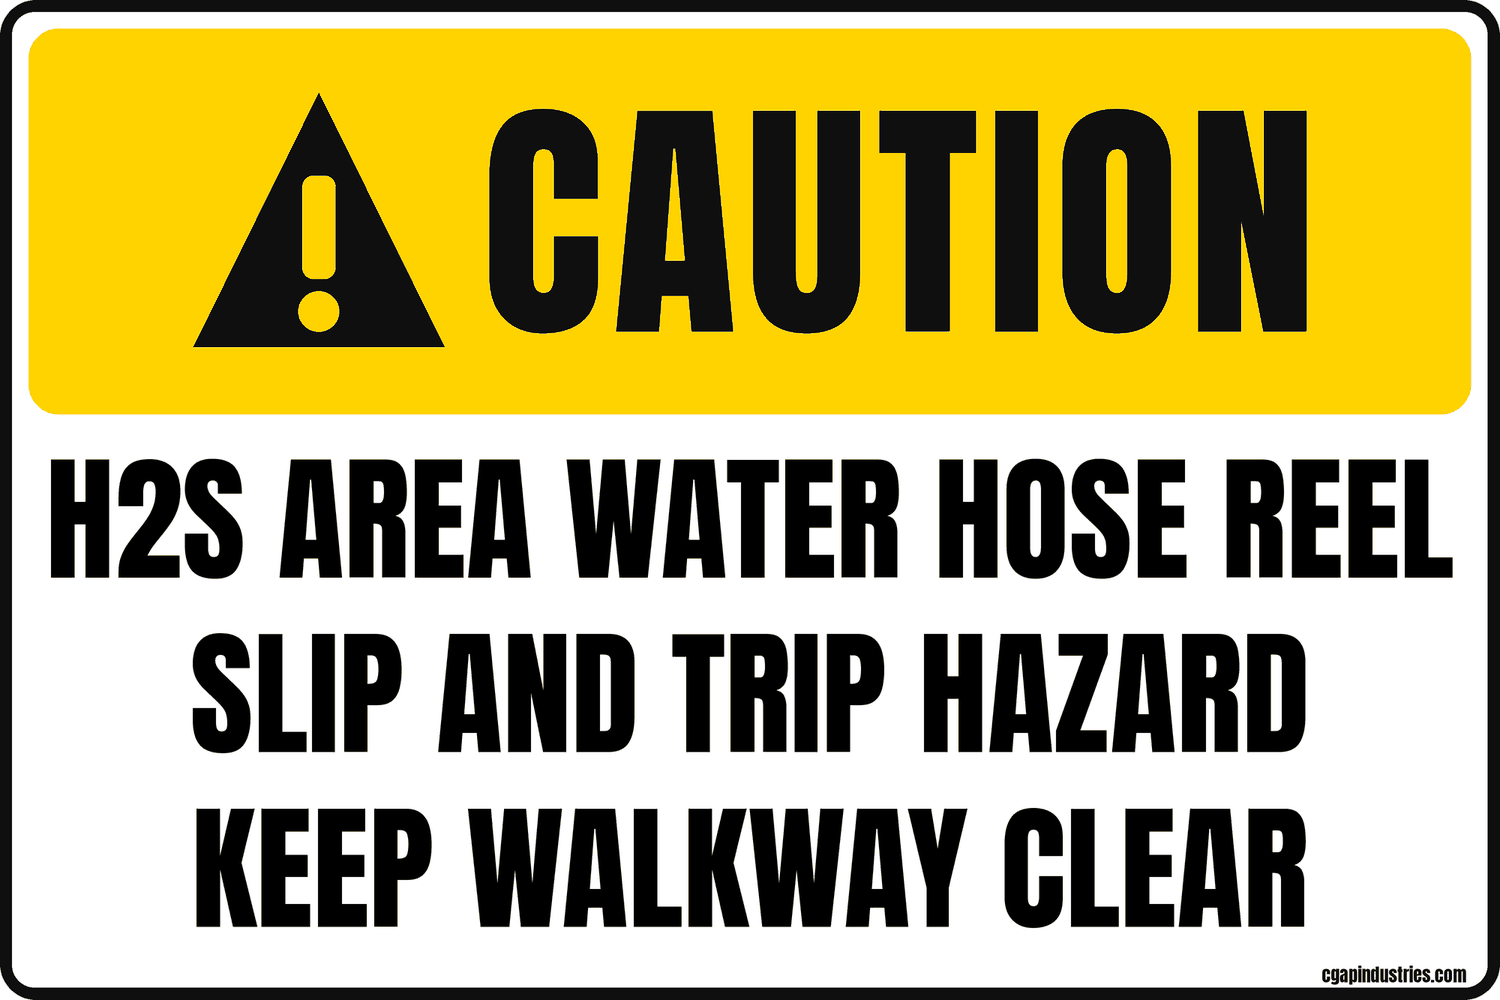 CAUTION
H2S AREA WATER HOSE REEL
SLIP AND TRIP HAZARD
KEEP WALKWAY CLEAR
cgapindustries.com